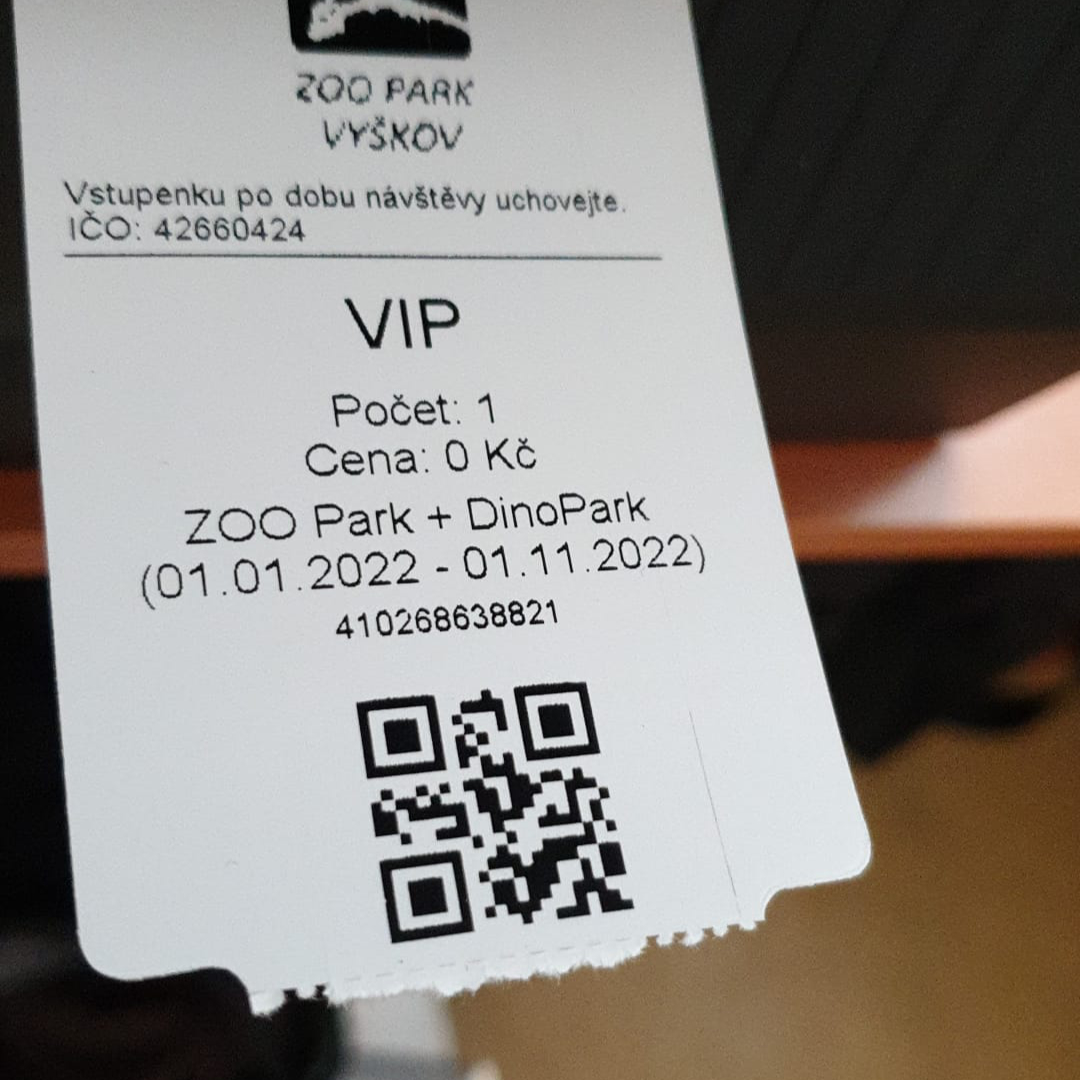 ZOO PARK
VYŠKOV
Vstupenku po dobu návštěvy uchovejte.
IČO: 42660424
VIP
Počet: 1
Cena: 0 Kč
ZOO Park + DinoPark
(01.01.2022 - 01.11.2022)
410268638821